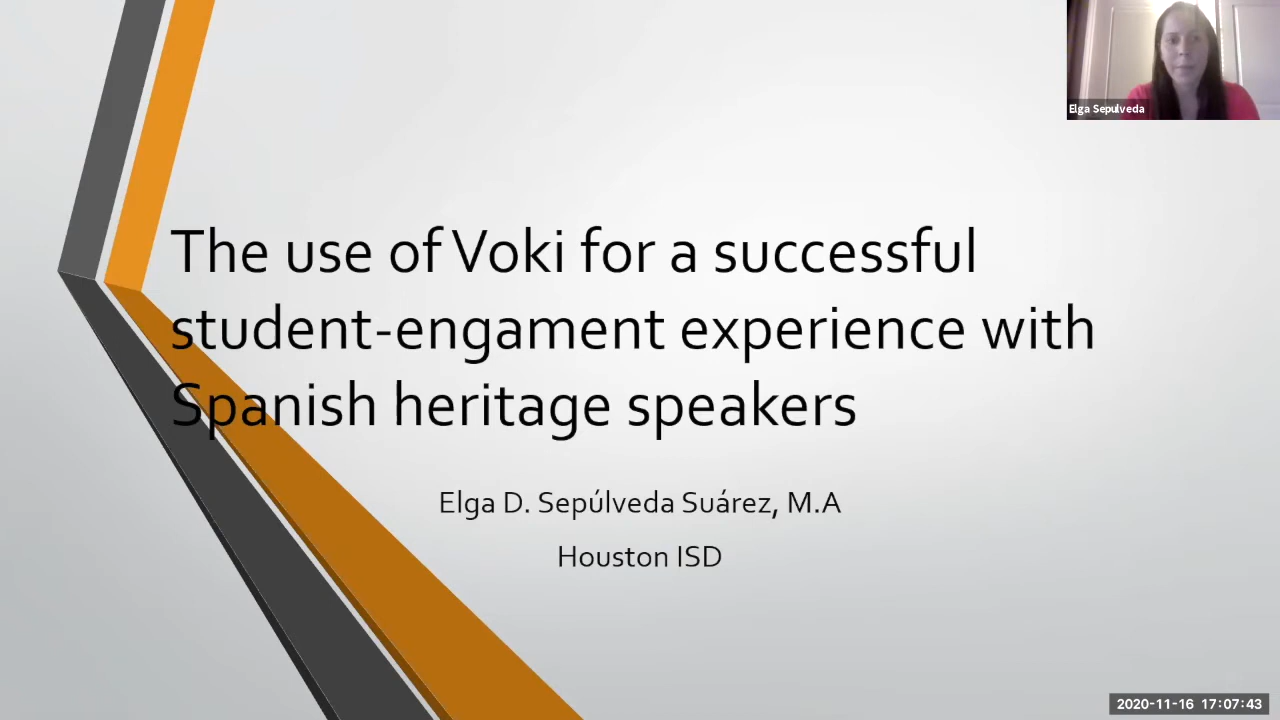 Elga Sepulveda
The use of Voki for a successful
student-engament experience with
Spanish heritage speakers
Elga D. Sepúlveda Suárez, M.A
Houston ISD
2020-11-16 17:07:43